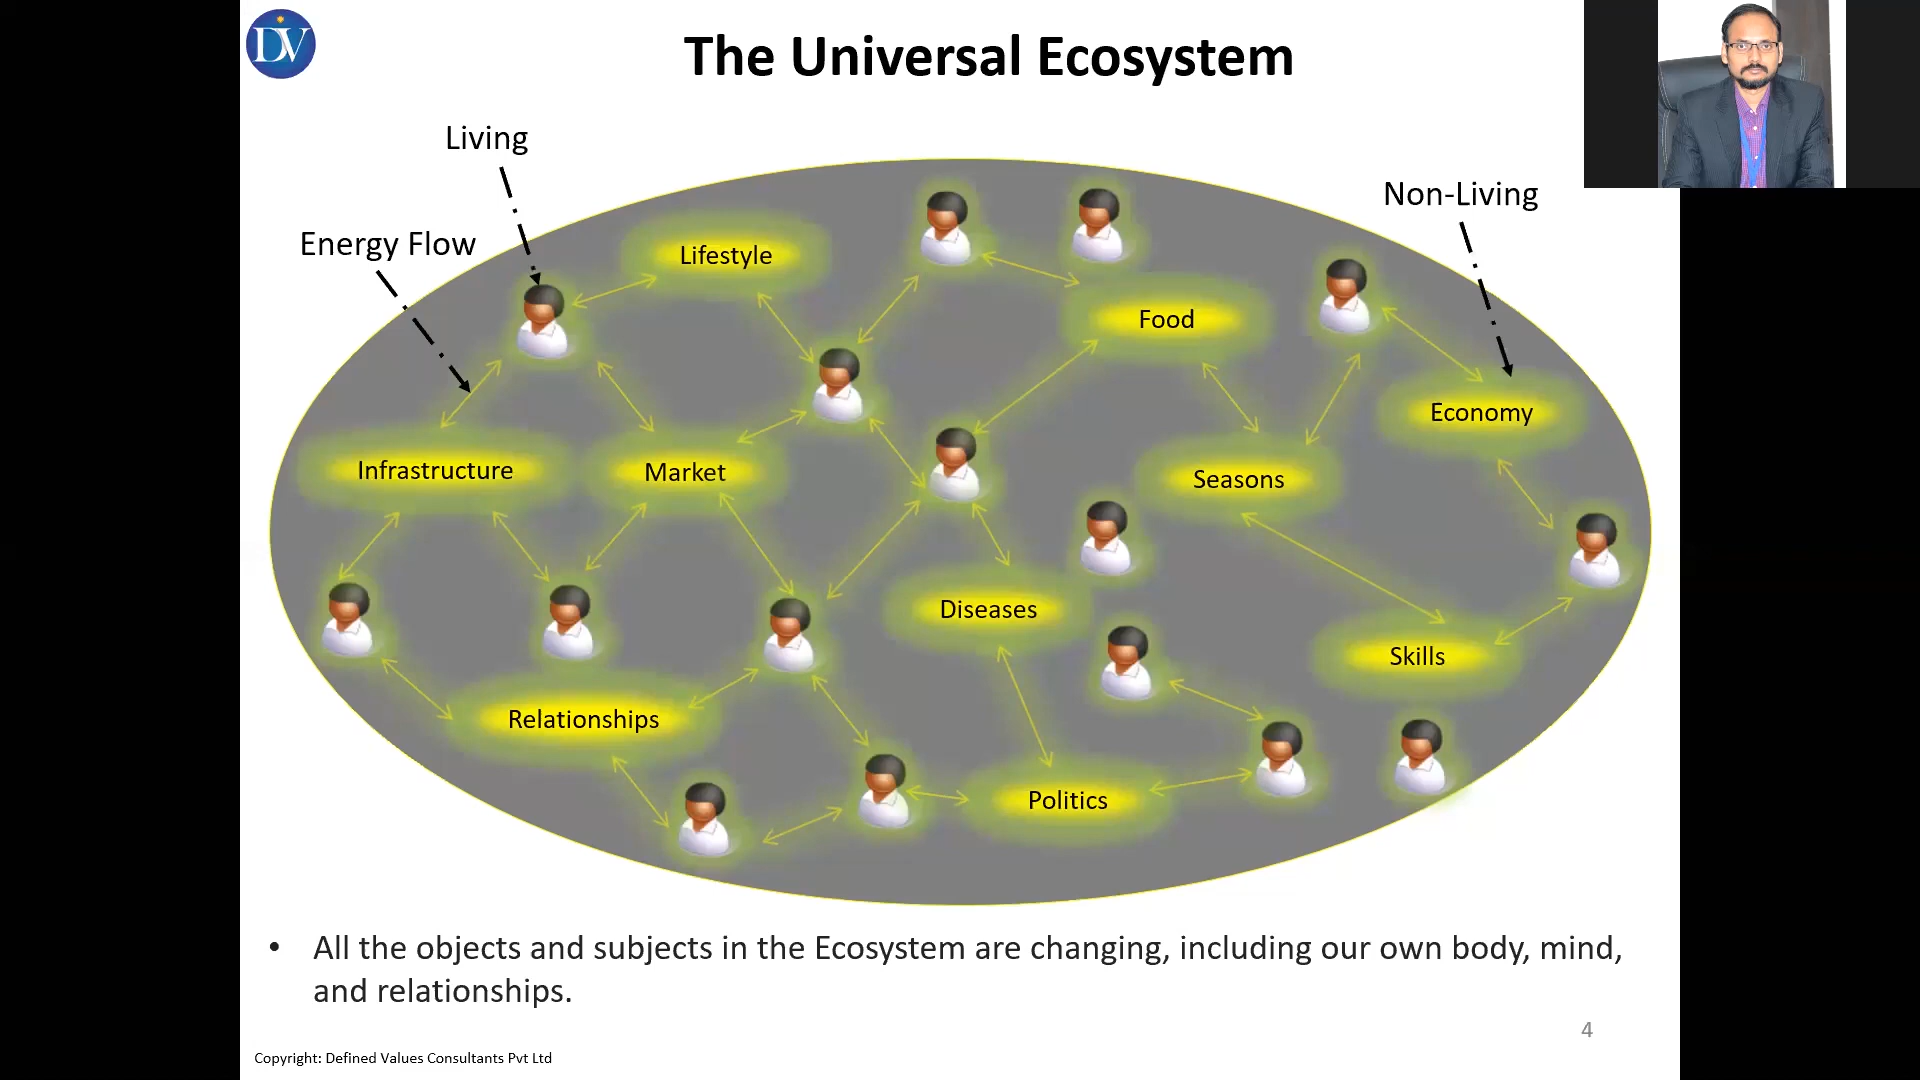 DV
The Universal Ecosystem
Living
Non-Living
Energy Flow
Lifestyle
Food
Economy
Infrastructure
Market
Seasons
Diseases
Skills
Relationships
Politics
• All the objects and subjects in the Ecosystem are changing, including our own body, mind,
and relationships.
4
Copyright: Defined Values Consultants Pvt Ltd